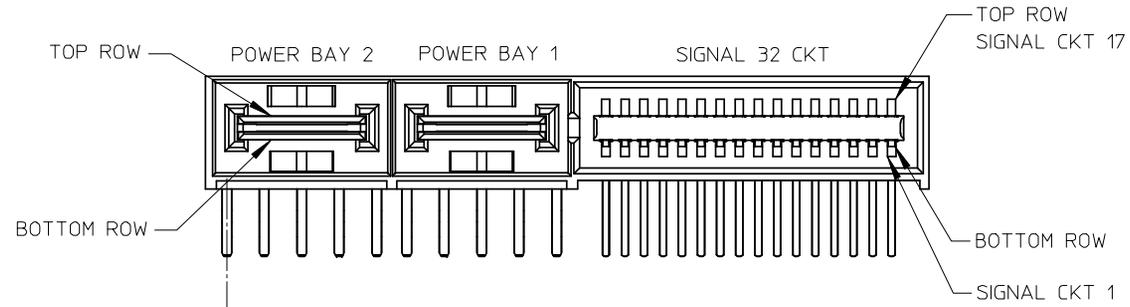 TOP ROW
SIGNAL CKT 17
TOP ROW
POWER BAY 2
POWER BAY 1
SIGNAL 32 CKT
BOTTOM ROW
BOTTOM ROW
SIGNAL CKT 1